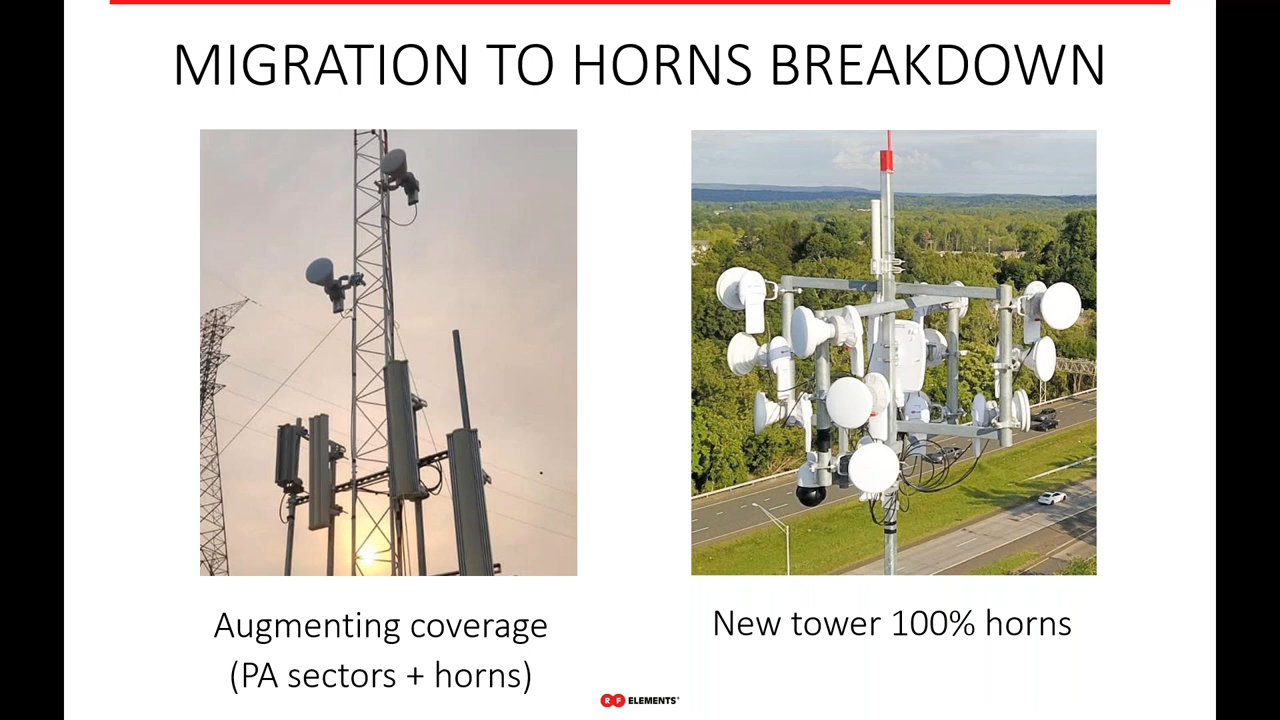 MIGRATION TO HORNS BREAKDOWN
Augmenting coverage
(PA sectors + horns)
New tower 100% horns
RF ELEMENTS